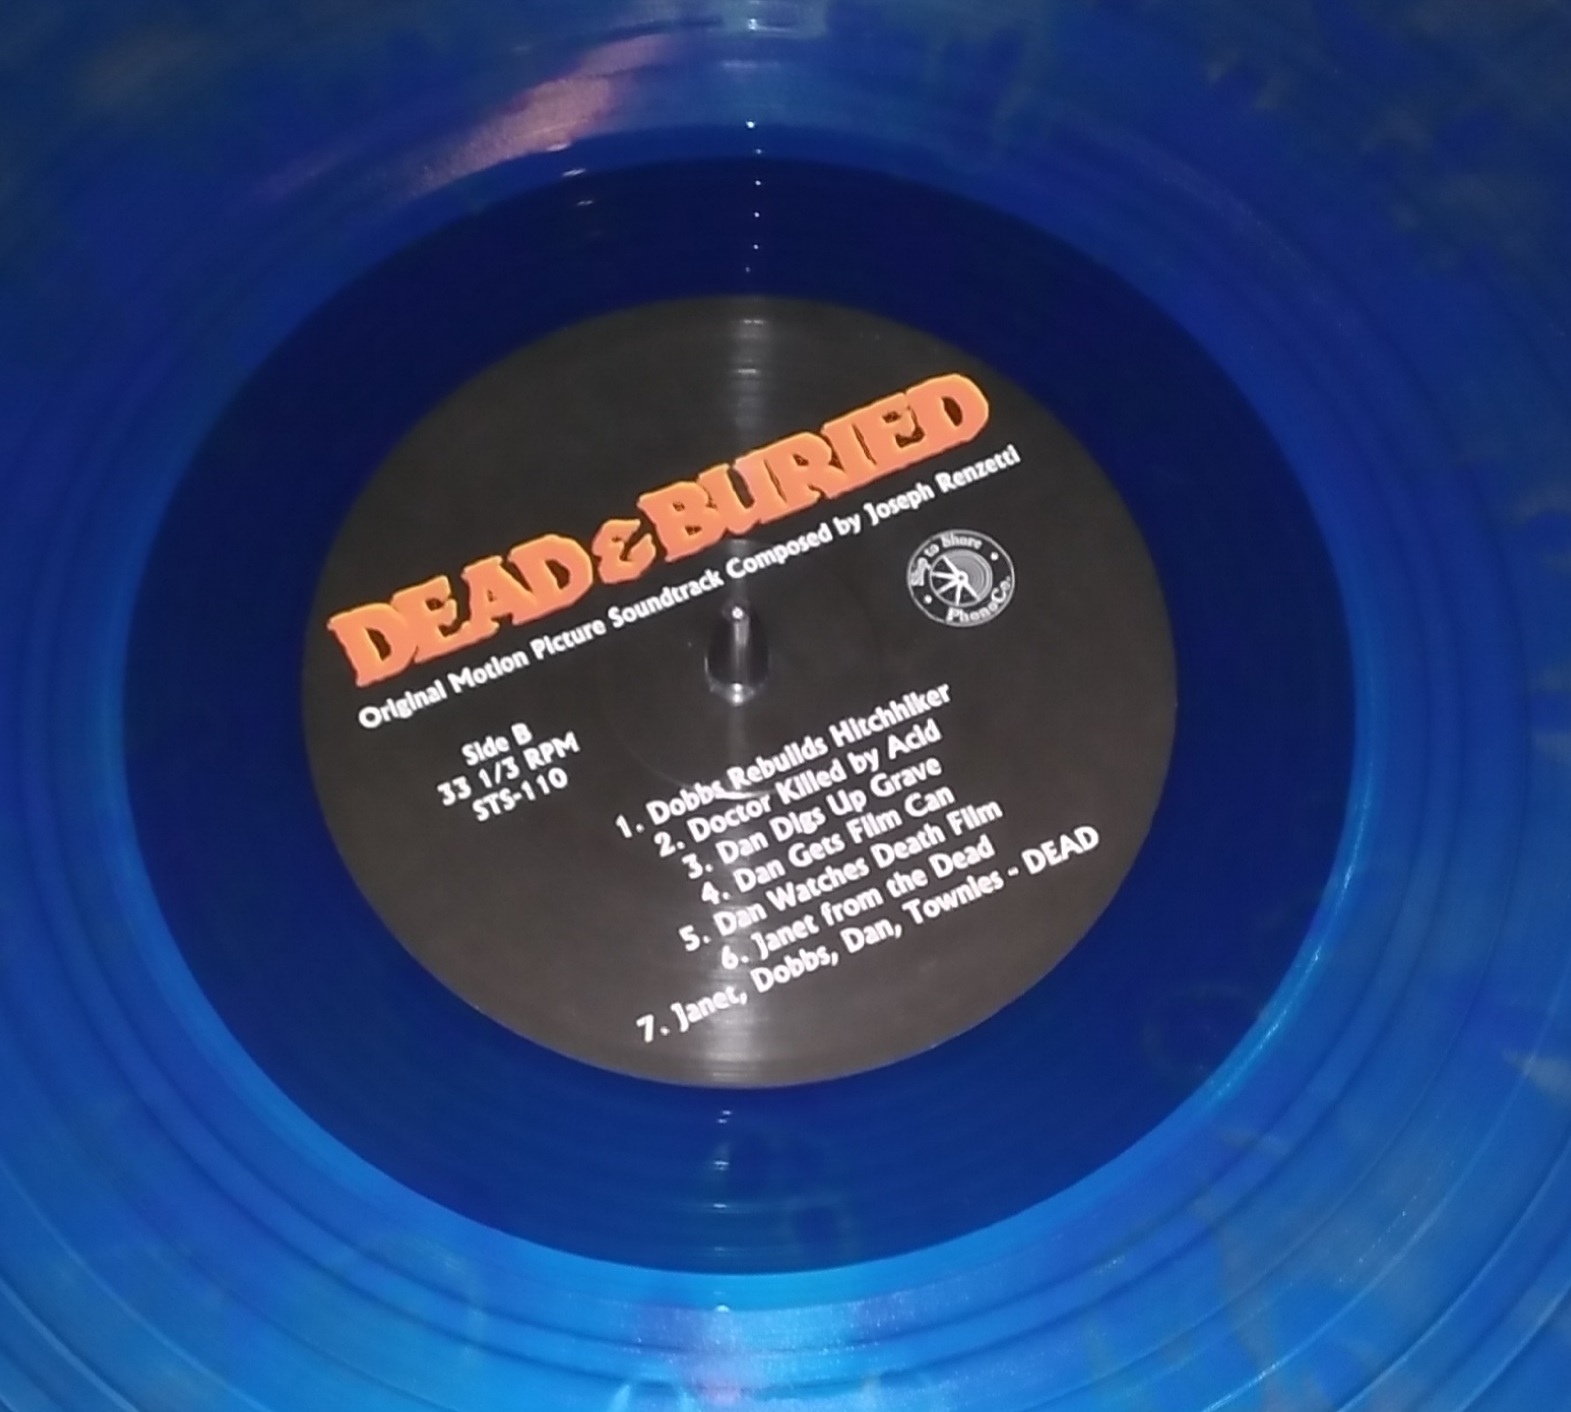 DEAD & BURIED
Original Motion Picture Soundtrack Composed by Joseph Renzetti
Ship to Shore
PhonoCo.
Side B
33 1/3 RPM
STS-110
1. Dobbs Rebuilds Hitchhiker
2. Doctor Killed by Acid
3. Dan Digs Up Grave
4. Dan Gets Film Can
5. Dan Watches Death Film
6. Janet from the Dead
7. Janet, Dobbs, Dan, Townies - DEAD